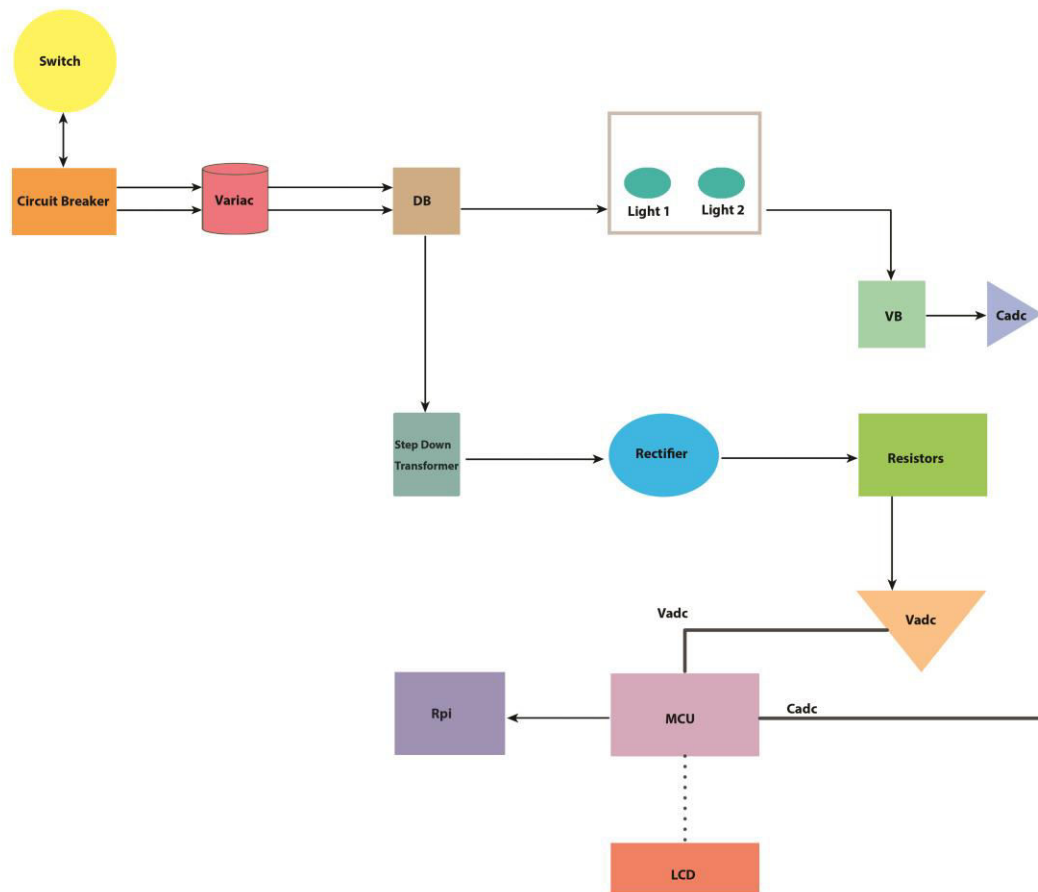 Switch
Circuit Breaker
Variac
DB
Light 1
Light 2
VB
Cadc
Step Down
Transformer
Rectifier
Resistors
Vadc
Vadc
Rpi
MCU
Cadc
LCD